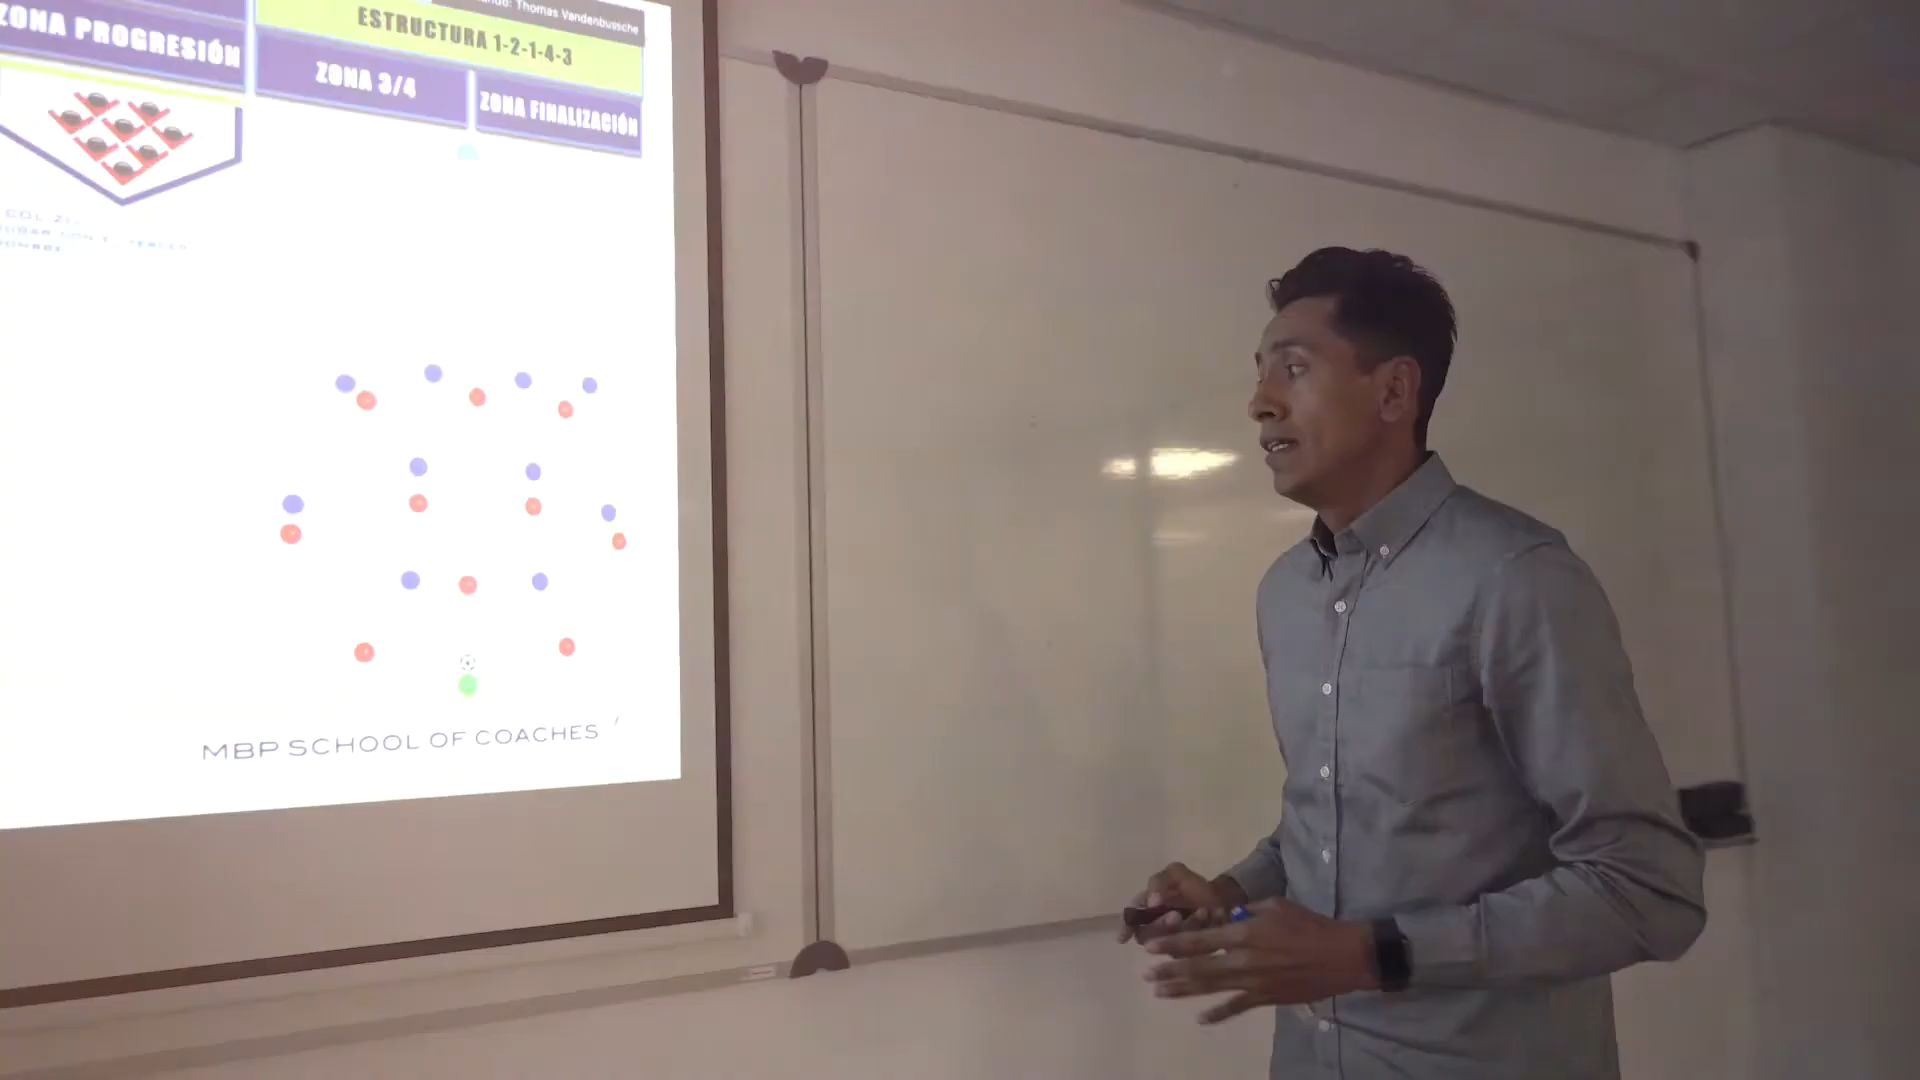 Thomas Vandenbussche
ESTRUCTURA 1-2-1-4-3
ZONA PROGRESIÓN
ZONA 3/4
ZONA FINALIZACIÓN
MBP SCHOOL OF COACHES